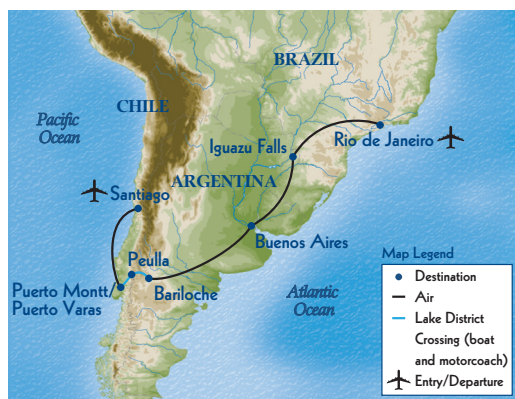 BRAZIL
CHILE
Pacific
Ocean
Iguazu Falls
Rio de Janeiro
ARGENTINA
Santiago
Buenos Aires
Peulla
Bariloche
Puerto Montt/
Puerto Varas
Atlantic
Ocean
Map Legend
Destination
Air
Lake District
Crossing (boat
and motorcoach)
Entry/Departure